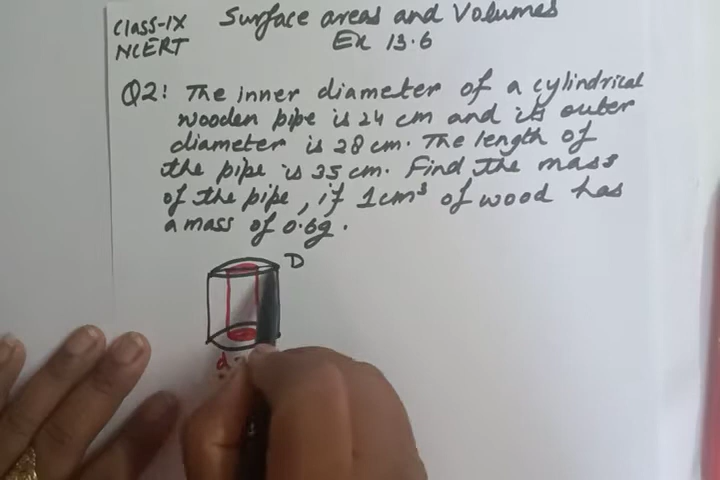 Class-IX Surface areas and Volumes
NCERT Ex 13.6
Q2: The inner diameter of a cylindrical
wooden pipe is 24 cm and its outer
diameter is 28 cm. The length of
the pipe is 35 cm. Find the mass
of the pipe, if 1cm³ of wood has
a mass of 0.6g.
D
d